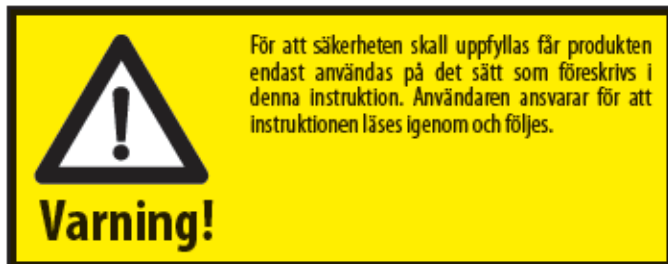 För att säkerheten skall uppfyllas får produkten
endast användas på det sätt som föreskrivs i
denna instruktion. Användaren ansvarar för att
instruktionen läses igenom och följes.
Varning!